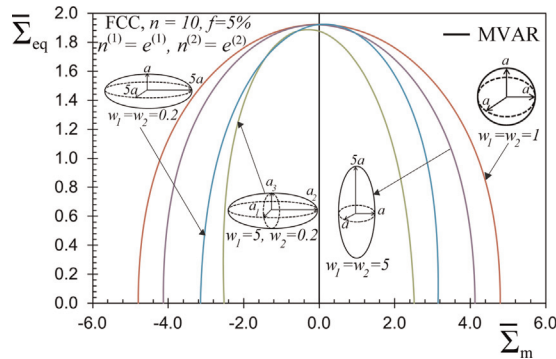 Σ̅eq
2.0
1.8
1.6
1.4
1.2
1.0
0.8
0.6
0.4
0.2
0.0
FCC, n = 10, f=5%
n(1)= e(1), n(2)= e(2)
MVAR
a
5a
5a
w1=w2=0.2
a3
a2
a1
w1=5, w2=0.2
5a
a
a
w1=w2=5
a
a
a
w1=w2=1
-6.0 -4.0 -2.0 0.0 2.0 4.0 6.0
Σ̅m